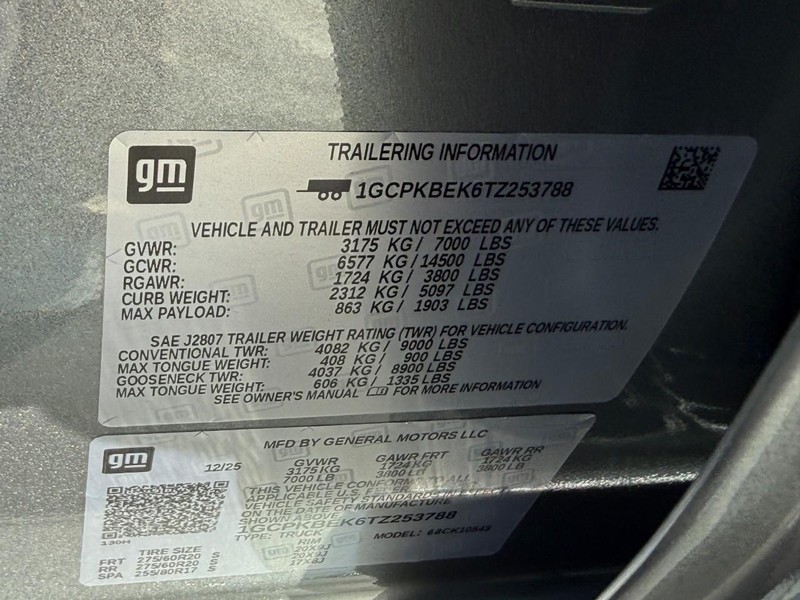 gm
TRAILERING INFORMATION
1GCPKBEK6TZ253788
VEHICLE AND TRAILER MUST NOT EXCEED ANY OF THESE VALUES.
GVWR: 3175 KG / 7000 LBS
GCWR: 6577 KG / 14500 LBS
RGAWR: 1724 KG / 3800 LBS
CURB WEIGHT: 2312 KG / 5097 LBS
MAX PAYLOAD: 863 KG / 1903 LBS
SAE J2807 TRAILER WEIGHT RATING (TWR) FOR VEHICLE CONFIGURATION.
CONVENTIONAL TWR: 4082 KG / 9000 LBS
MAX TONGUE WEIGHT: 408 KG / 900 LBS
GOOSENECK TWR: 4037 KG / 8900 LBS
MAX TONGUE WEIGHT: 606 KG / 1335 LBS
SEE OWNER'S MANUAL FOR MORE INFORMATION
gm
MFD BY GENERAL MOTORS LLC
12/25 GVWR GAWR FRT GAWR RR
3175 KG 1724 KG 1724 KG
7000 LB 3800 LB 3800 LB
THIS VEHICLE CONFORMS TO ALL
APPLICABLE U.S.
VEHICLE SAFETY STANDARDS IN EFFECT
ON THE DATE OF MANUFACTURE
SHOWN
1GCPKBEK6TZ253788
TYPE: TRUCK MODEL:
130H
TIRE SIZE RIM
FRT 275/60R20 S 20X9J
RR 275/60R20 S 20X9J
SPA 255/80R17 S 17X8J